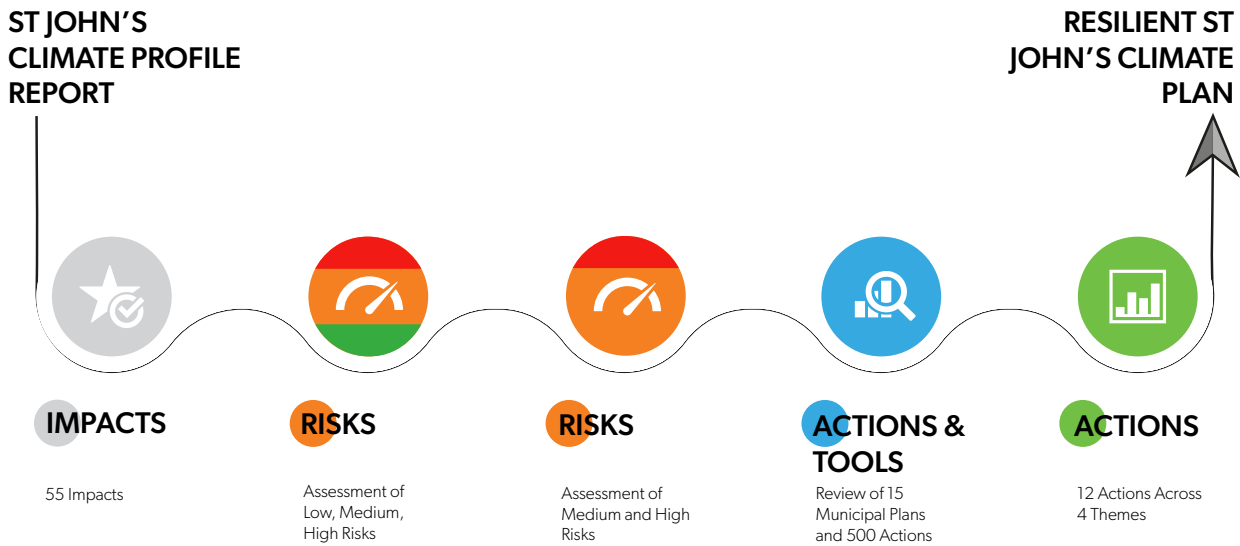 ST JOHN’S
CLIMATE PROFILE
REPORT
RESILIENT ST
JOHN’S CLIMATE
PLAN
IMPACTS
55 Impacts
RISKS
Assessment of
Low, Medium,
High Risks
RISKS
Assessment of
Medium and High
Risks
ACTIONS &
TOOLS
Review of 15
Municipal Plans
and 500 Actions
ACTIONS
12 Actions Across
4 Themes